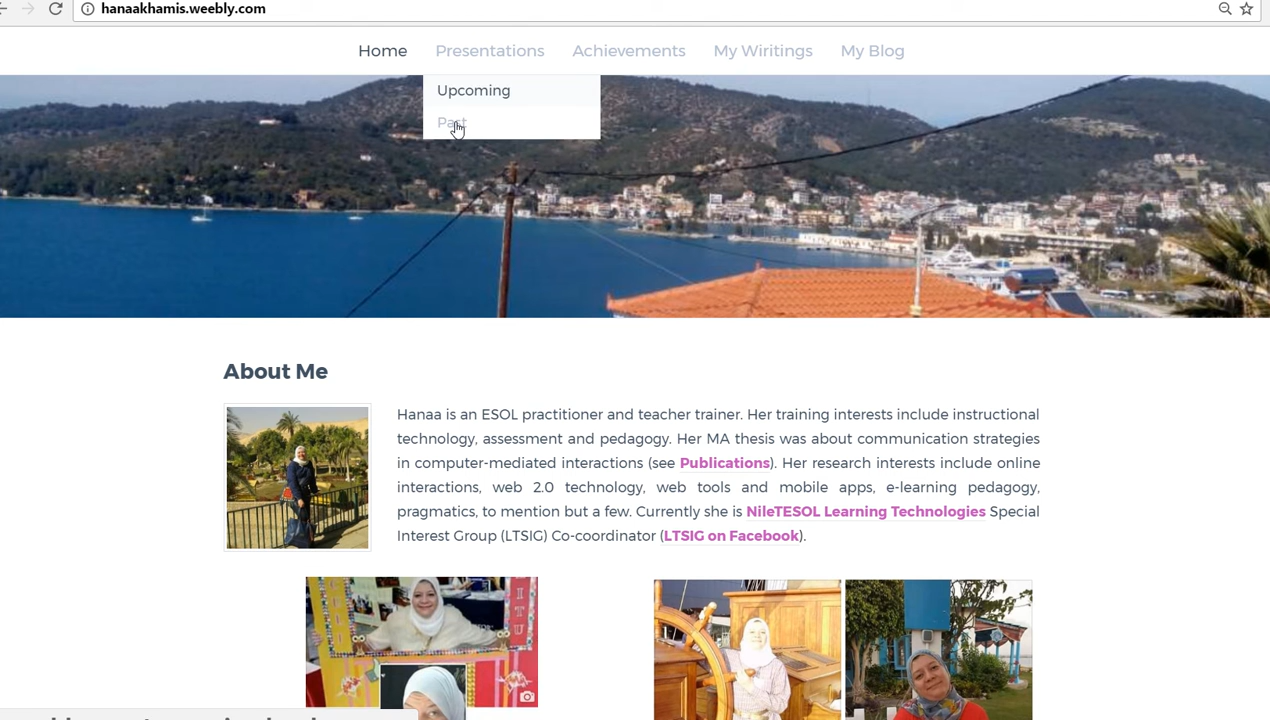 hanaakhamis.weebly.com
Home Presentations Achievements My Wiritings My Blog
Upcoming
Past
About Me
Hanaa is an ESOL practitioner and teacher trainer. Her training interests include instructional
technology, assessment and pedagogy. Her MA thesis was about communication strategies
in computer-mediated interactions (see Publications). Her research interests include online
interactions, web 2.0 technology, web tools and mobile apps, e-learning pedagogy,
pragmatics, to mention but a few. Currently she is NileTESOL Learning Technologies Special
Interest Group (LTSIG) Co-coordinator (LTSIG on Facebook).